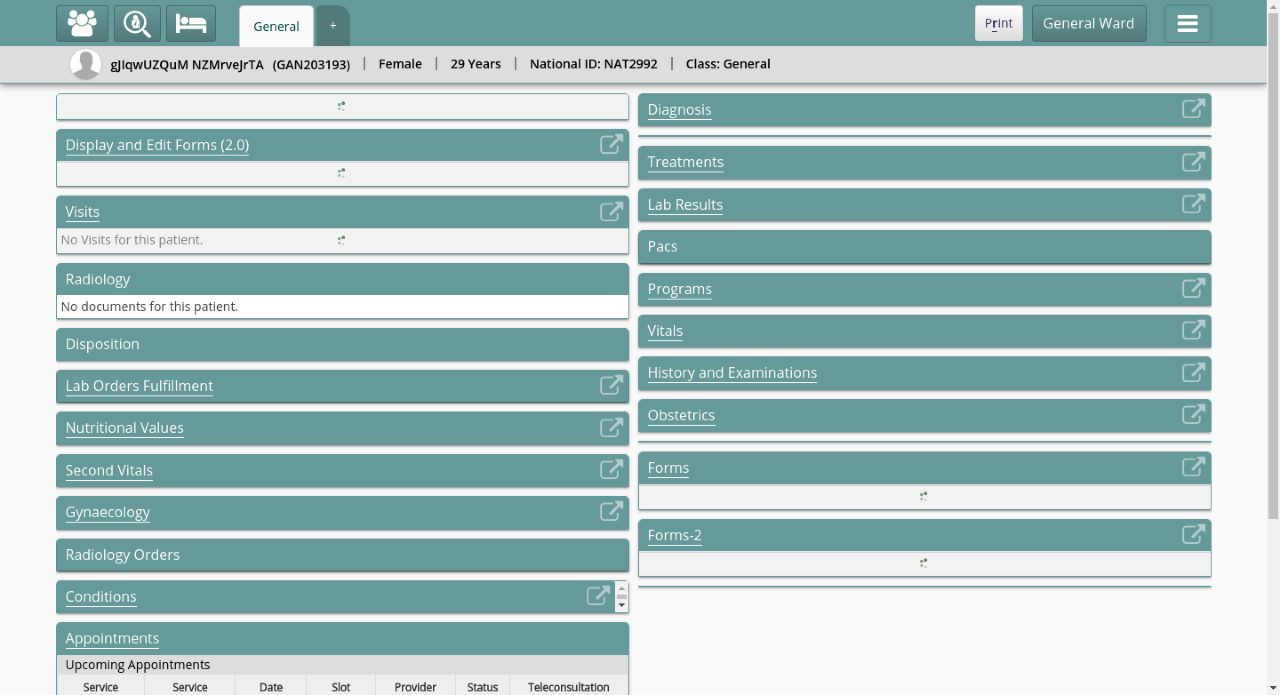 General
+
Print
General Ward
gJIqwUZQuM NZMrveJrTA (GAN203193) | Female | 29 Years | National ID: NAT2992 | Class: General
Display and Edit Forms (2.0)
Visits
No Visits for this patient.
Radiology
No documents for this patient.
Disposition
Lab Orders Fulfillment
Nutritional Values
Second Vitals
Gynaecology
Radiology Orders
Conditions
Appointments
Upcoming Appointments
Service Service Date Slot Provider Status Teleconsultation
Diagnosis
Treatments
Lab Results
Pacs
Programs
Vitals
History and Examinations
Obstetrics
Forms
Forms-2